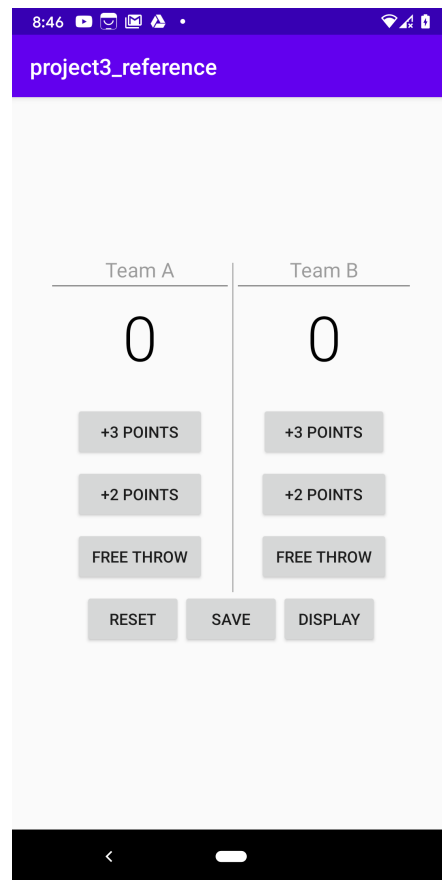 8:46
project3_reference
Team A Team B
0 0
+3 POINTS +3 POINTS
+2 POINTS +2 POINTS
FREE THROW FREE THROW
RESET SAVE DISPLAY